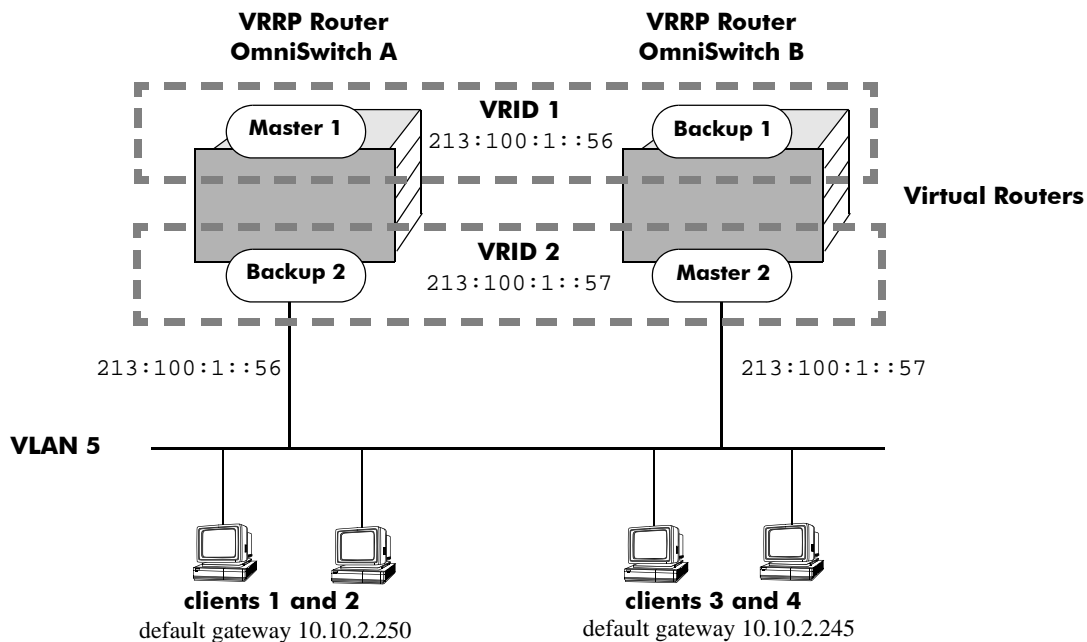 VRRP Router
OmniSwitch A
VRRP Router
OmniSwitch B
VRID 1
Master 1
Backup 1
213:100:1::56
Virtual Routers
VRID 2
Backup 2
Master 2
213:100:1::57
213:100:1::56
213:100:1::57
VLAN 5
clients 1 and 2
default gateway 10.10.2.250
clients 3 and 4
default gateway 10.10.2.245